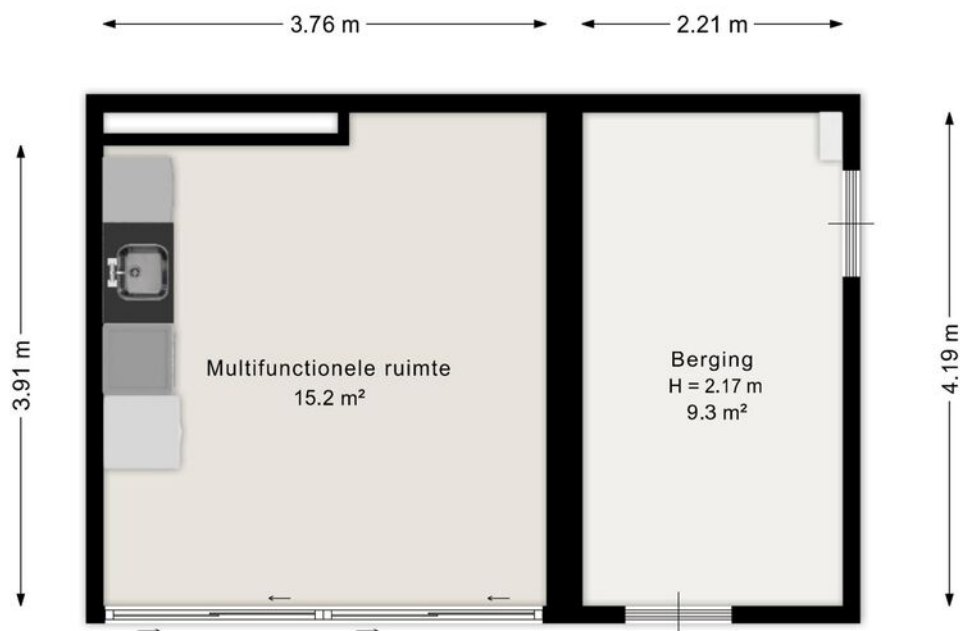 3.76 m
2.21 m
3.91 m
4.19 m
Multifunctionele ruimte
15.2 m²
Berging
H = 2.17 m
9.3 m²